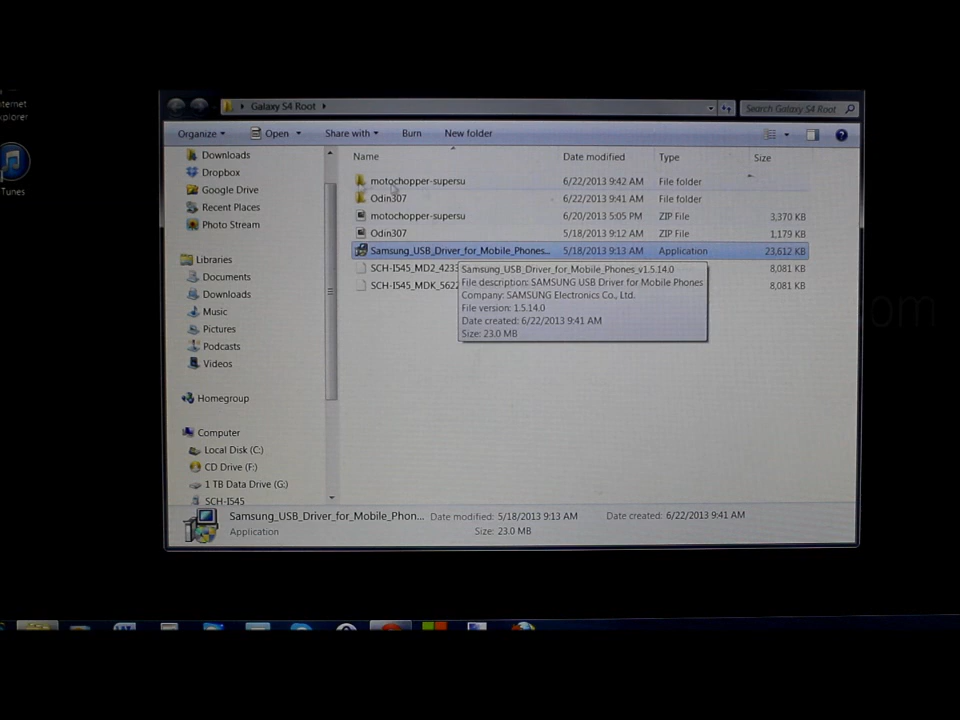 nternet
xplorer
Tunes
Galaxy S4 Root
Search Galaxy S4 Root
Organize Open Share with Burn New folder
Name Date modified Type Size
Downloads
Dropbox
Google Drive
Recent Places
Photo Stream
Libraries
Documents
Downloads
Music
Pictures
Podcasts
Videos
Homegroup
Computer
Local Disk (C:)
CD Drive (F:)
1 TB Data Drive (G:)
SCH-I545
motochopper-supersu 6/22/2013 9:42 AM File folder
Odin307 6/22/2013 9:41 AM File folder
motochopper-supersu 6/20/2013 5:05 PM ZIP File 3,370 KB
Odin307 5/18/2013 9:12 AM ZIP File 1,179 KB
Samsung_USB_Driver_for_Mobile_Phones... 5/18/2013 9:13 AM Application 23,612 KB
SCH-I545_MD2_4233 8,081 KB
SCH-I545_MDK_5622 8,081 KB
Samsung_USB_Driver_for_Mobile_Phones_v1.5.14.0
File description: SAMSUNG USB Driver for Mobile Phones
Company: SAMSUNG Electronics Co., Ltd.
File version: 1.5.14.0
Date created: 6/22/2013 9:41 AM
Size: 23.0 MB
om
Samsung_USB_Driver_for_Mobile_Phon... Date modified: 5/18/2013 9:13 AM Date created: 6/22/2013 9:41 AM
Application Size: 23.0 MB